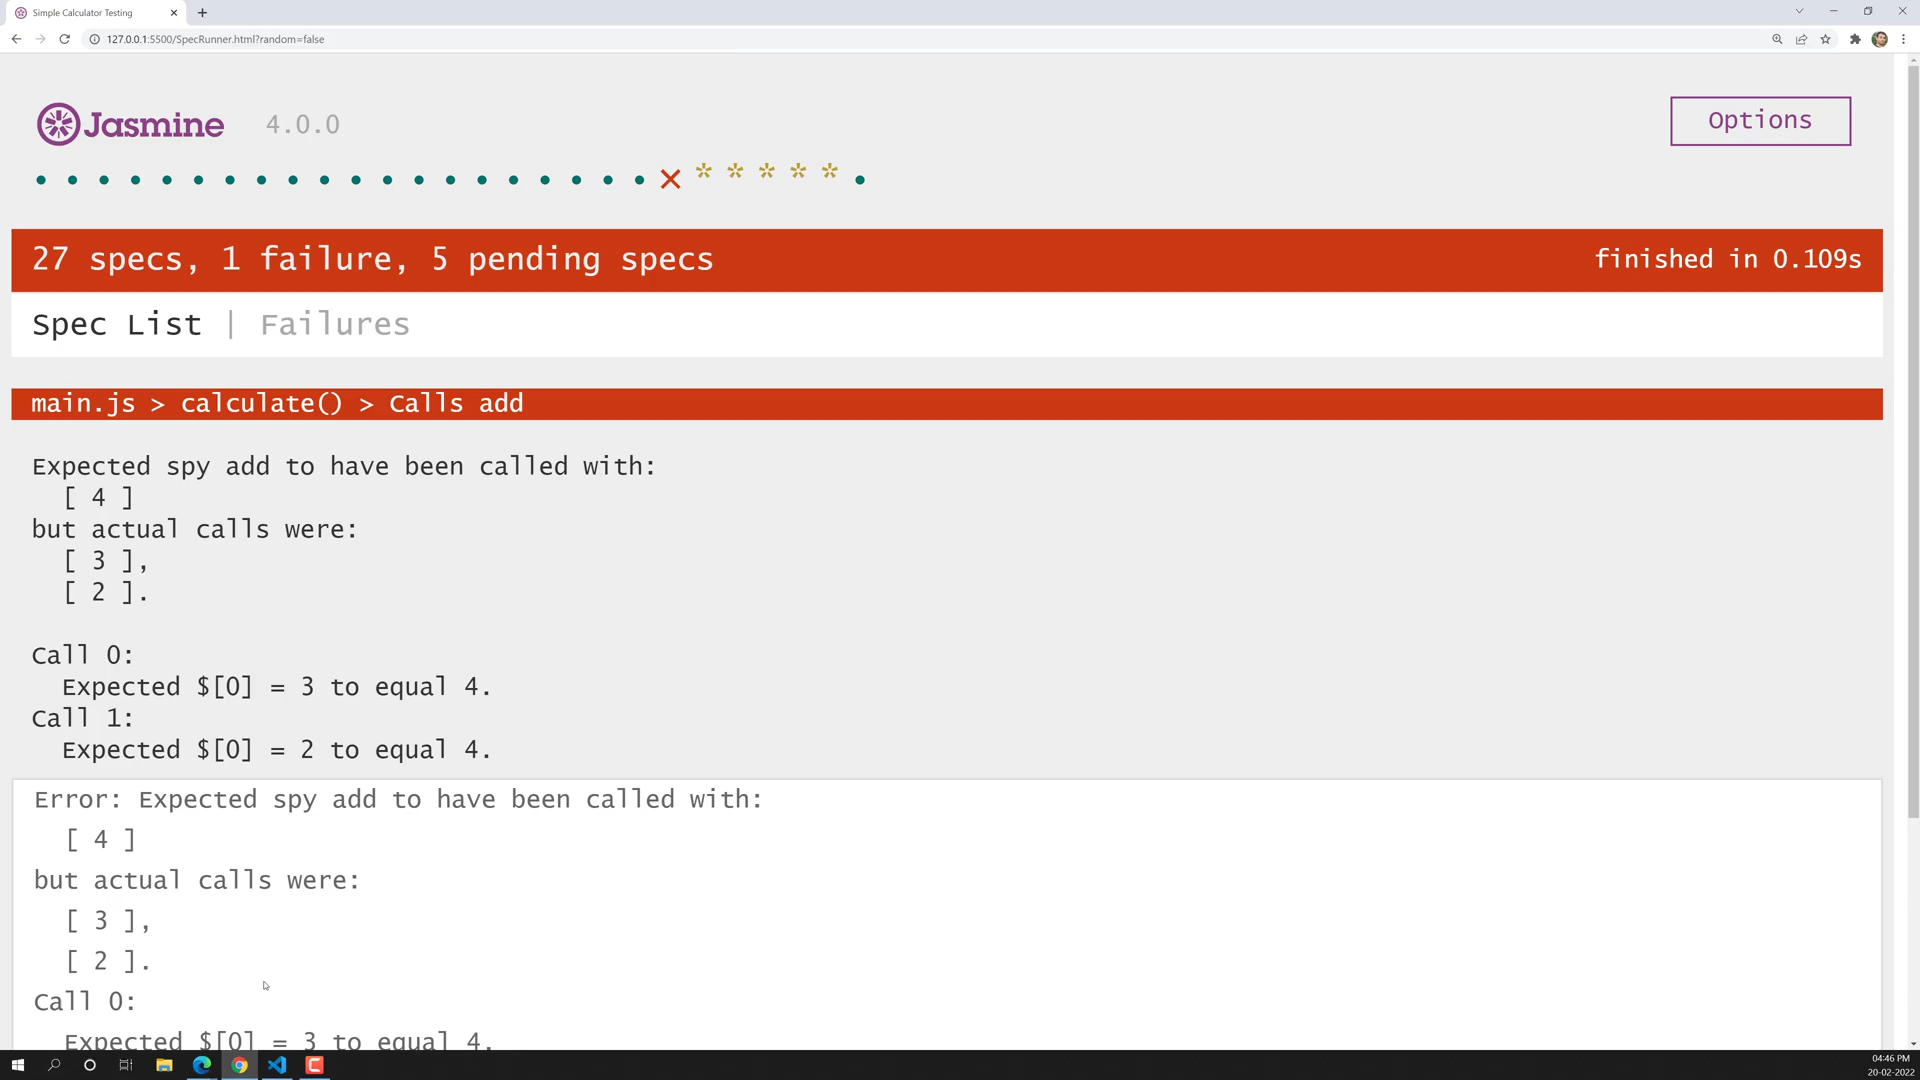 Simple Calculator Testing
127.0.0.1:5500/SpecRunner.html?random=false
Jasmine 4.0.0
Options
• • • • • • • • • • • • • • • • • • • • ✕ * * * * * •
27 specs, 1 failure, 5 pending specs
finished in 0.109s
Spec List | Failures
main.js > calculate() > Calls add
Expected spy add to have been called with:
[ 4 ]
but actual calls were:
[ 3 ],
[ 2 ].
Call 0:
Expected $[0] = 3 to equal 4.
Call 1:
Expected $[0] = 2 to equal 4.
Error: Expected spy add to have been called with:
[ 4 ]
but actual calls were:
[ 3 ],
[ 2 ].
Call 0:
Expected $[0] = 3 to equal 4.
04:46 PM
20-02-2022